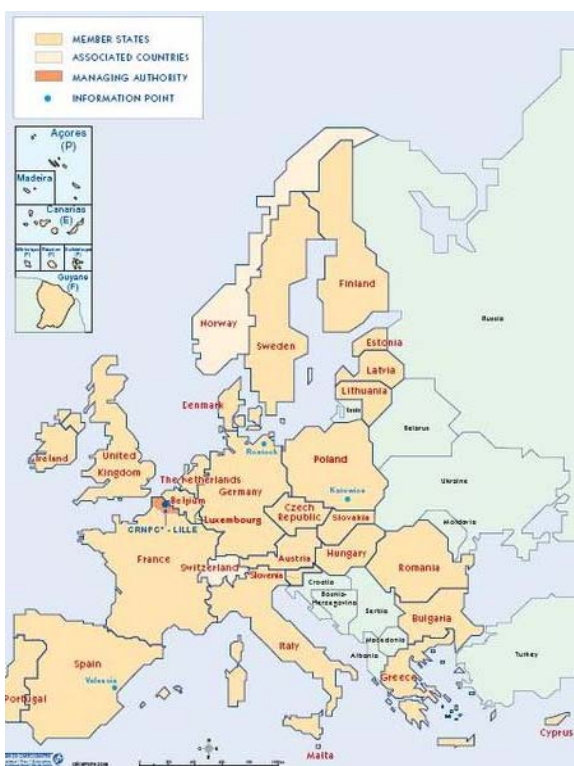 MEMBER STATES
ASSOCIATED COUNTRIES
MANAGING AUTHORITY
INFORMATION POINT
Açores
(P)
Madeira
Canarias
(E)
Guyane
(F)
Norway
Sweden
Finland
Russia
Estonia
Latvia
Lithuania
Denmark
Belarus
Ireland
United
Kingdom
The Netherlands
Rostock
Poland
Germany
Katowice
Ukraine
Belgium
CRNPC* - LILLE
Luxembourg
Czech
Republic
Slovakia
Moldavia
France
Switzerland
Austria
Hungary
Slovenia
Romania
Croatia
Bosnia-
Herzegovina
Serbia
Bulgaria
Italy
Macedonia
Albania
Spain
Valencia
Portugal
Greece
Turkey
Malta
Cyprus